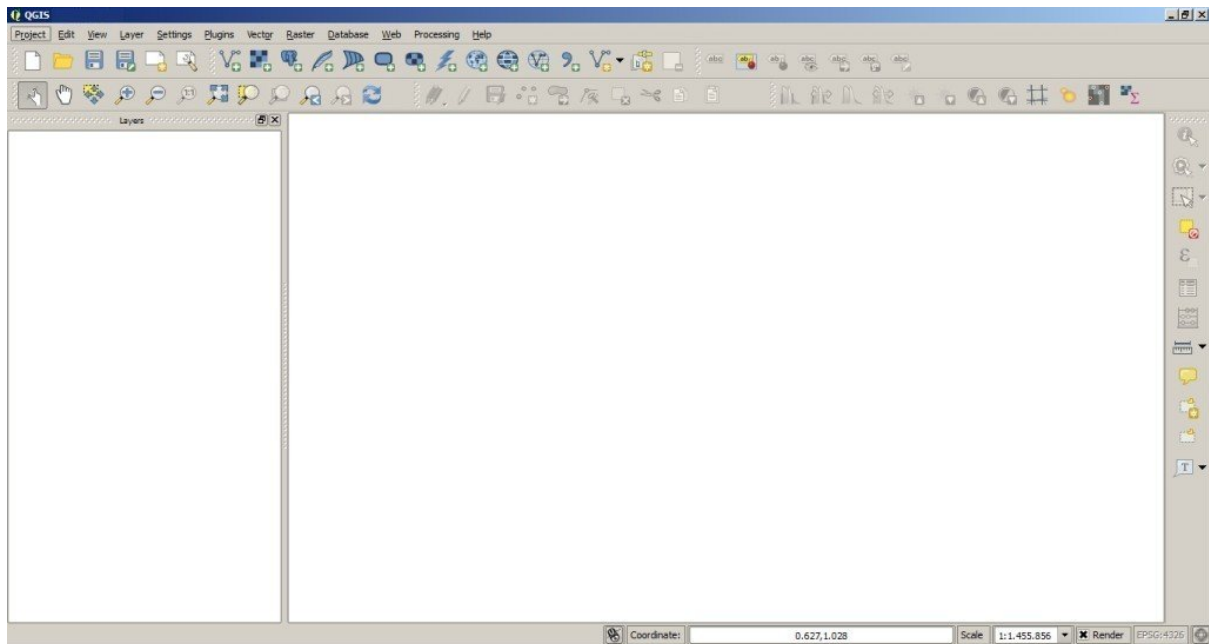 QGIS
Project Edit View Layer Settings Plugins Vector Raster Database Web Processing Help
Layers
Coordinate: 0.627,1.028 Scale 1:1.455.856 Render EPSG:4326